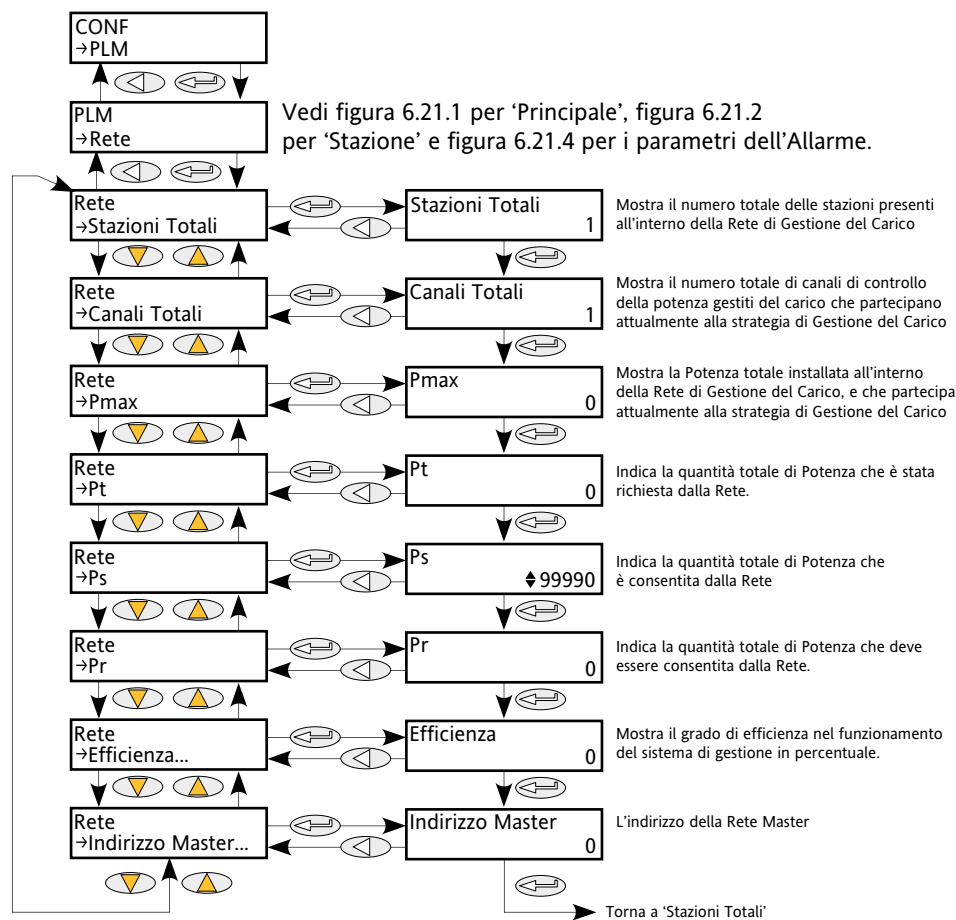 CONF
→PLM
PLM
→Rete
Vedi figura 6.21.1 per ‘Principale’, figura 6.21.2
per ‘Stazione’ e figura 6.21.4 per i parametri dell’Allarme.
Rete
→Stazioni Totali
Stazioni Totali
1
Mostra il numero totale delle stazioni presenti
all’interno della Rete di Gestione del Carico
Rete
→Canali Totali
Canali Totali
1
Mostra il numero totale di canali di controllo
della potenza gestiti del carico che partecipano
attualmente alla strategia di Gestione del Carico
Rete
→Pmax
Pmax
0
Mostra la Potenza totale installata all’interno
della Rete di Gestione del Carico, e che partecipa
attualmente alla strategia di Gestione del Carico
Rete
→Pt
Pt
0
Indica la quantità totale di Potenza che è stata
richiesta dalla Rete.
Rete
→Ps
Ps
99990
Indica la quantità totale di Potenza che
è consentita dalla Rete
Rete
→Pr
Pr
0
Indica la quantità totale di Potenza che deve
essere consentita dalla Rete.
Rete
→Efficienza...
Efficienza
0
Mostra il grado di efficienza nel funzionamento
del sistema di gestione in percentuale.
Rete
→Indirizzo Master...
Indirizzo Master
0
L’indirizzo della Rete Master
Torna a ‘Stazioni Totali’